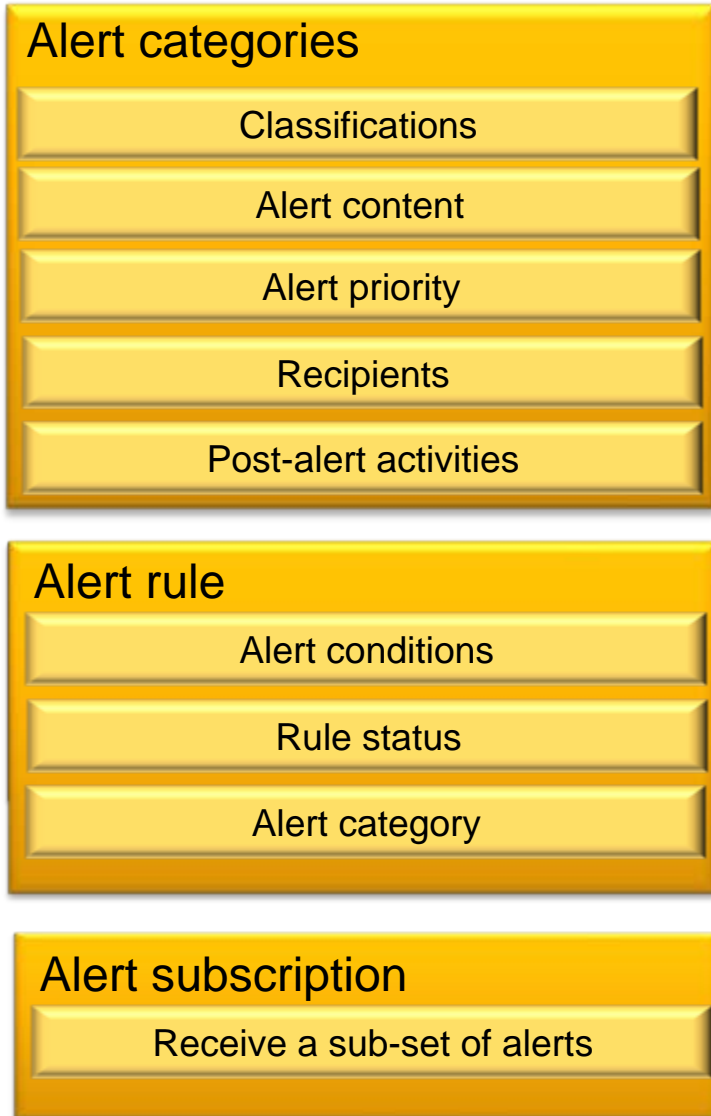 Alert categories
Classifications
Alert content
Alert priority
Recipients
Post-alert activities
Alert rule
Alert conditions
Rule status
Alert category
Alert subscription
Receive a sub-set of alerts